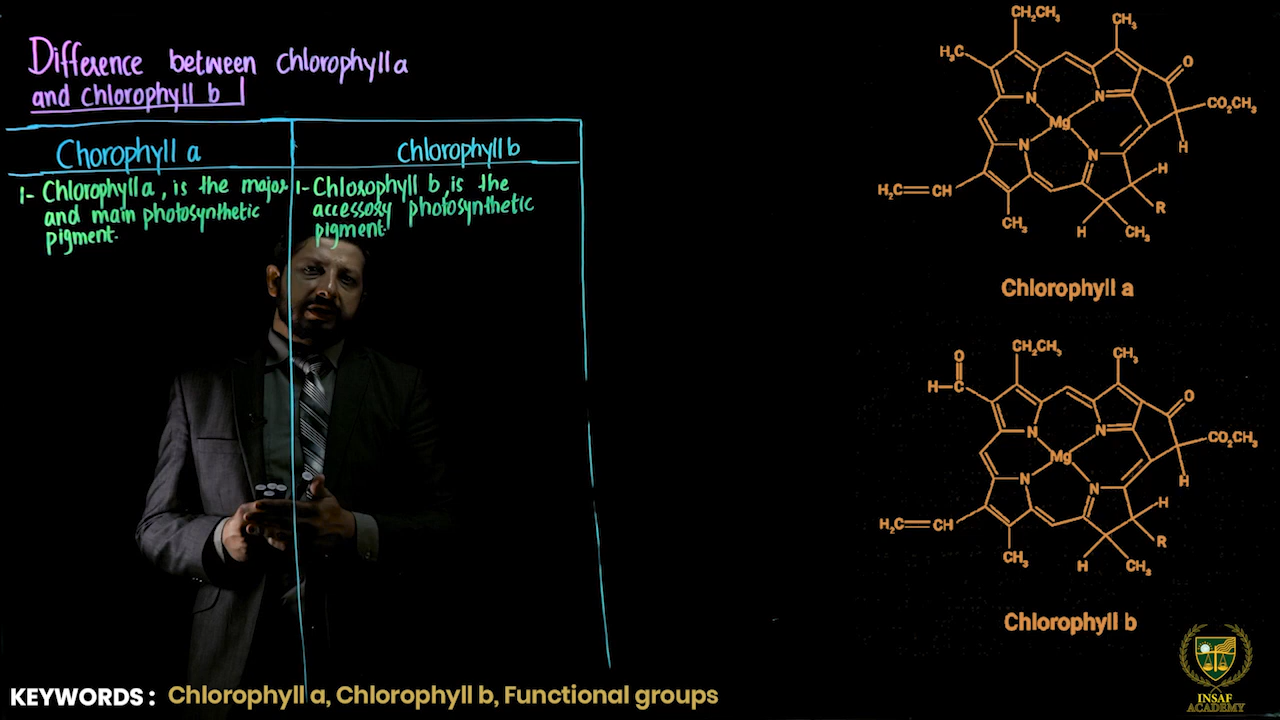 Difference between chlorophyll a
and Chlorophyll b
Chorophyll a
Chlorophyll b
1- Chlorophyll a, is the major
and main photosynthetic
pigment.
1- Chlorophyll b, is the
accessory photosynthetic
pigment.
CH₂CH₃
CH₃
H₃C
O
N
N
Mg
CO₂CH₃
N
N
H
H
H₂C=CH
R
CH₃
H
CH₃
Chlorophyll a
CH₂CH₃
CH₃
O
H-C
O
N
N
Mg
CO₂CH₃
N
N
H
H
H₂C=CH
R
CH₃
H
CH₃
Chlorophyll b
KEYWORDS : Chlorophyll a, Chlorophyll b, Functional groups
INSAF
ACADEMY